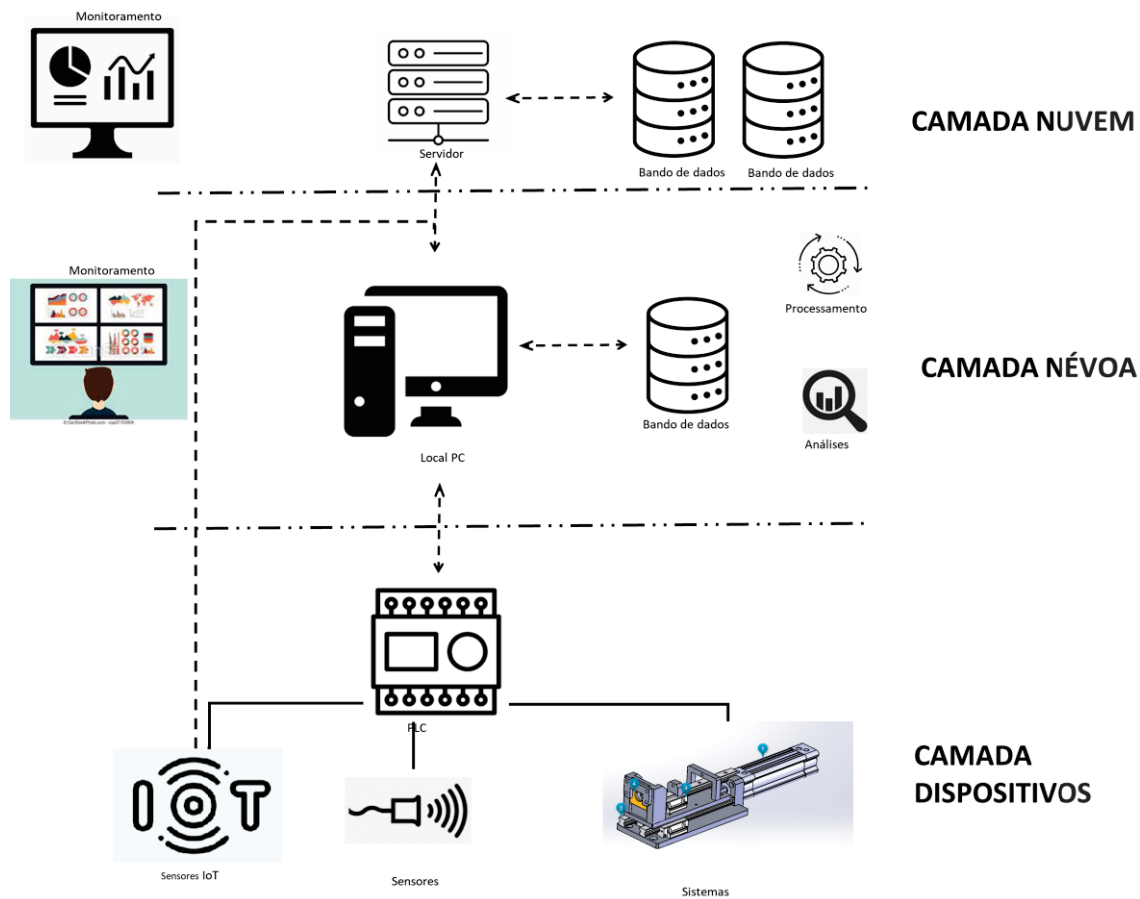 Monitoramento
Servidor
Bando de dados
Bando de dados
CAMADA NUVEM
Monitoramento
Processamento
Local PC
Bando de dados
Análises
CAMADA NÉVOA
PLC
IOT
Sensores IoT
Sensores
Sistemas
CAMADA
DISPOSITIVOS